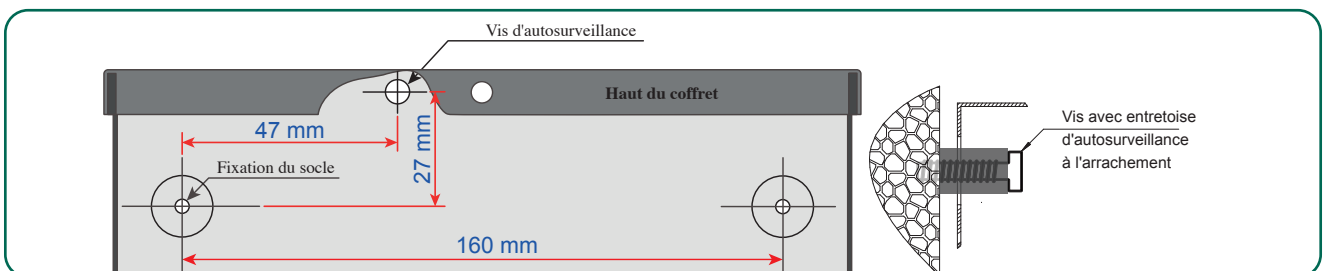 Vis d'autosurveillance
Haut du coffret
47 mm
27 mm
Fixation du socle
160 mm
Vis avec entretoise
d'autosurveillance
à l'arrachement